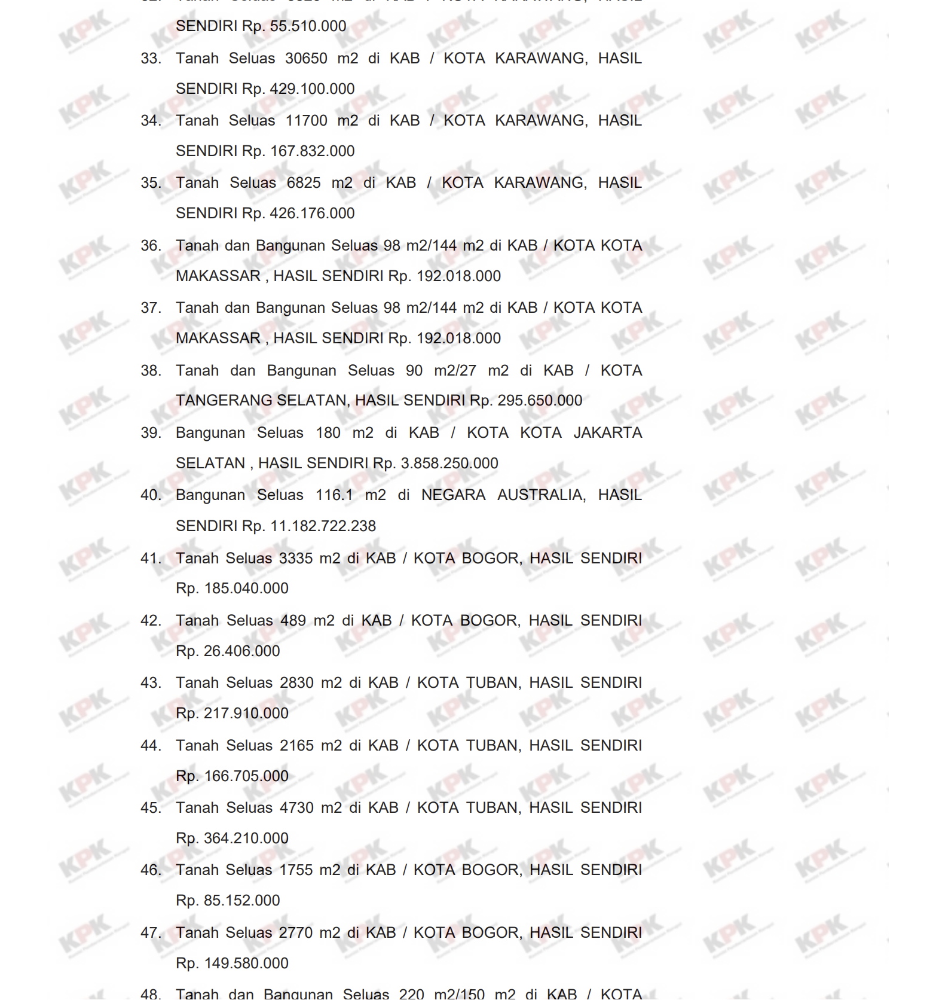 SENDIRI Rp. 55.510.000
33. Tanah Seluas 30650 m2 di KAB / KOTA KARAWANG, HASIL
SENDIRI Rp. 429.100.000
34. Tanah Seluas 11700 m2 di KAB / KOTA KARAWANG, HASIL
SENDIRI Rp. 167.832.000
35. Tanah Seluas 6825 m2 di KAB / KOTA KARAWANG, HASIL
SENDIRI Rp. 426.176.000
36. Tanah dan Bangunan Seluas 98 m2/144 m2 di KAB / KOTA KOTA
MAKASSAR , HASIL SENDIRI Rp. 192.018.000
37. Tanah dan Bangunan Seluas 98 m2/144 m2 di KAB / KOTA KOTA
MAKASSAR , HASIL SENDIRI Rp. 192.018.000
38. Tanah dan Bangunan Seluas 90 m2/27 m2 di KAB / KOTA
TANGERANG SELATAN, HASIL SENDIRI Rp. 295.650.000
39. Bangunan Seluas 180 m2 di KAB / KOTA KOTA JAKARTA
SELATAN , HASIL SENDIRI Rp. 3.858.250.000
40. Bangunan Seluas 116.1 m2 di NEGARA AUSTRALIA, HASIL
SENDIRI Rp. 11.182.722.238
41. Tanah Seluas 3335 m2 di KAB / KOTA BOGOR, HASIL SENDIRI
Rp. 185.040.000
42. Tanah Seluas 489 m2 di KAB / KOTA BOGOR, HASIL SENDIRI
Rp. 26.406.000
43. Tanah Seluas 2830 m2 di KAB / KOTA TUBAN, HASIL SENDIRI
Rp. 217.910.000
44. Tanah Seluas 2165 m2 di KAB / KOTA TUBAN, HASIL SENDIRI
Rp. 166.705.000
45. Tanah Seluas 4730 m2 di KAB / KOTA TUBAN, HASIL SENDIRI
Rp. 364.210.000
46. Tanah Seluas 1755 m2 di KAB / KOTA BOGOR, HASIL SENDIRI
Rp. 85.152.000
47. Tanah Seluas 2770 m2 di KAB / KOTA BOGOR, HASIL SENDIRI
Rp. 149.580.000
48. Tanah dan Bangunan Seluas 220 m2/150 m2 di KAB / KOTA